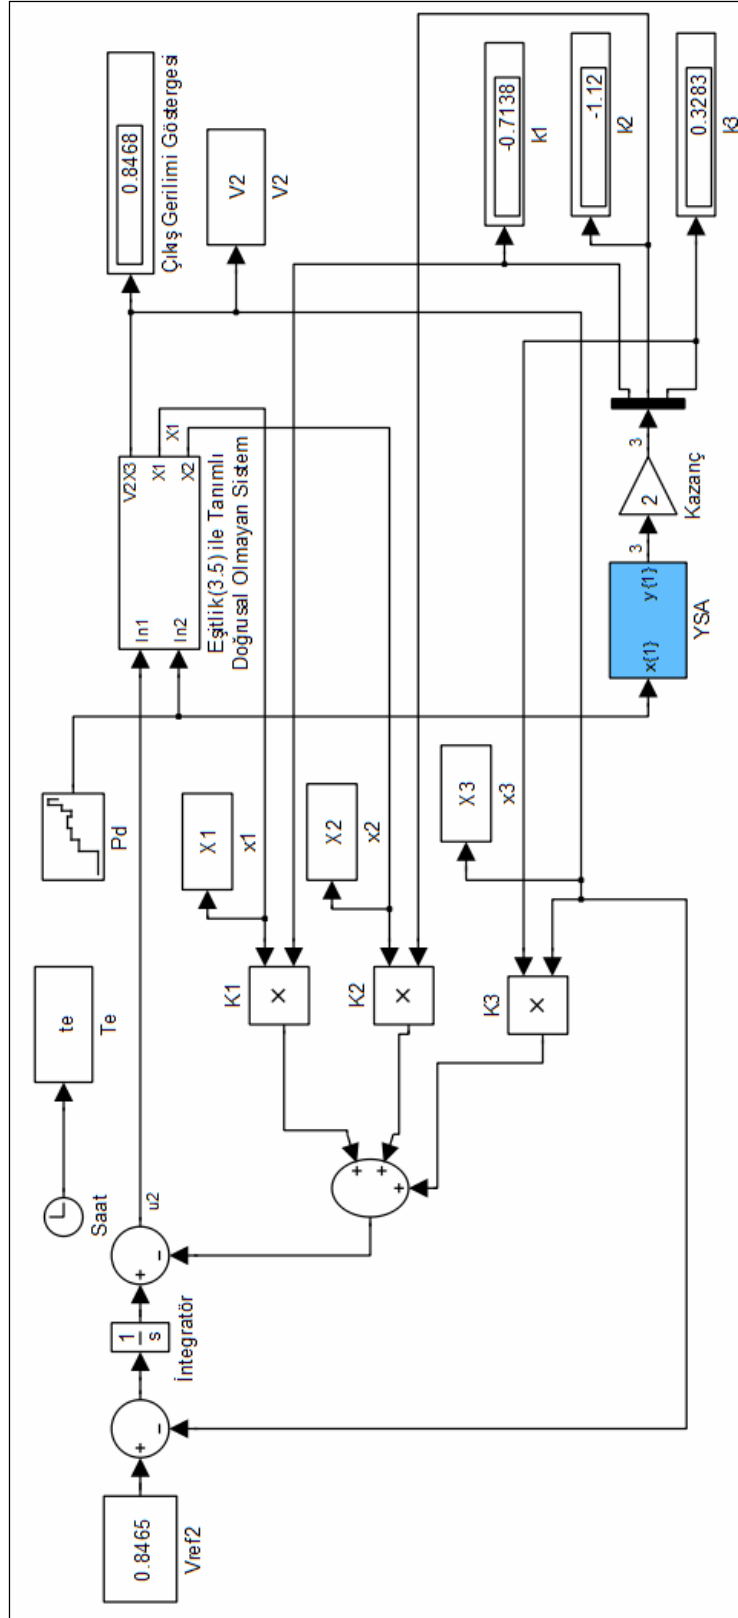 0.8465
Vref2
+
−
1
s
İntegratör
+
−
u2
Saat
te
Te
Pd
In1
In2
V2X3
X1
X2
X1
Eşitlik(3.5) ile Tanımlı
Doğrusal Olmayan Sistem
0.8468
Çıkış Gerilimi Göstergesi
V2
V2
X1
x1
X2
x2
X3
x3
K1
×
K2
×
K3
×
+
+
+
-0.7138
k1
-1.12
k2
0.3283
k3
x{1}
y{1}
YSA
3
2
Kazanç
3